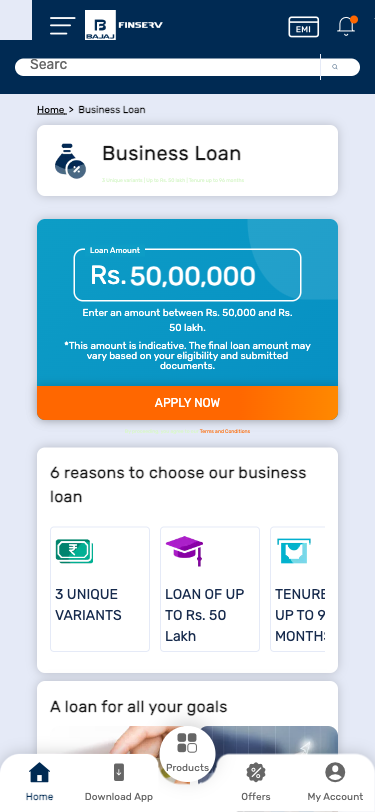 BAJAJ
FINSERV
EMI
Searc
Home > Business Loan
Business Loan
Loan Amount
Rs. 50,00,000
Enter an amount between Rs. 50,000 and Rs.
50 lakh.
*This amount is indicative. The final loan amount may
vary based on your eligibility and submitted
documents.
APPLY NOW
Terms and Conditions
6 reasons to choose our business
loan
3 UNIQUE
VARIANTS
LOAN OF UP
TO Rs. 50
Lakh
TENURE
UP TO 9
MONTHS
A loan for all your goals
Home
Download App
Products
Offers
My Account